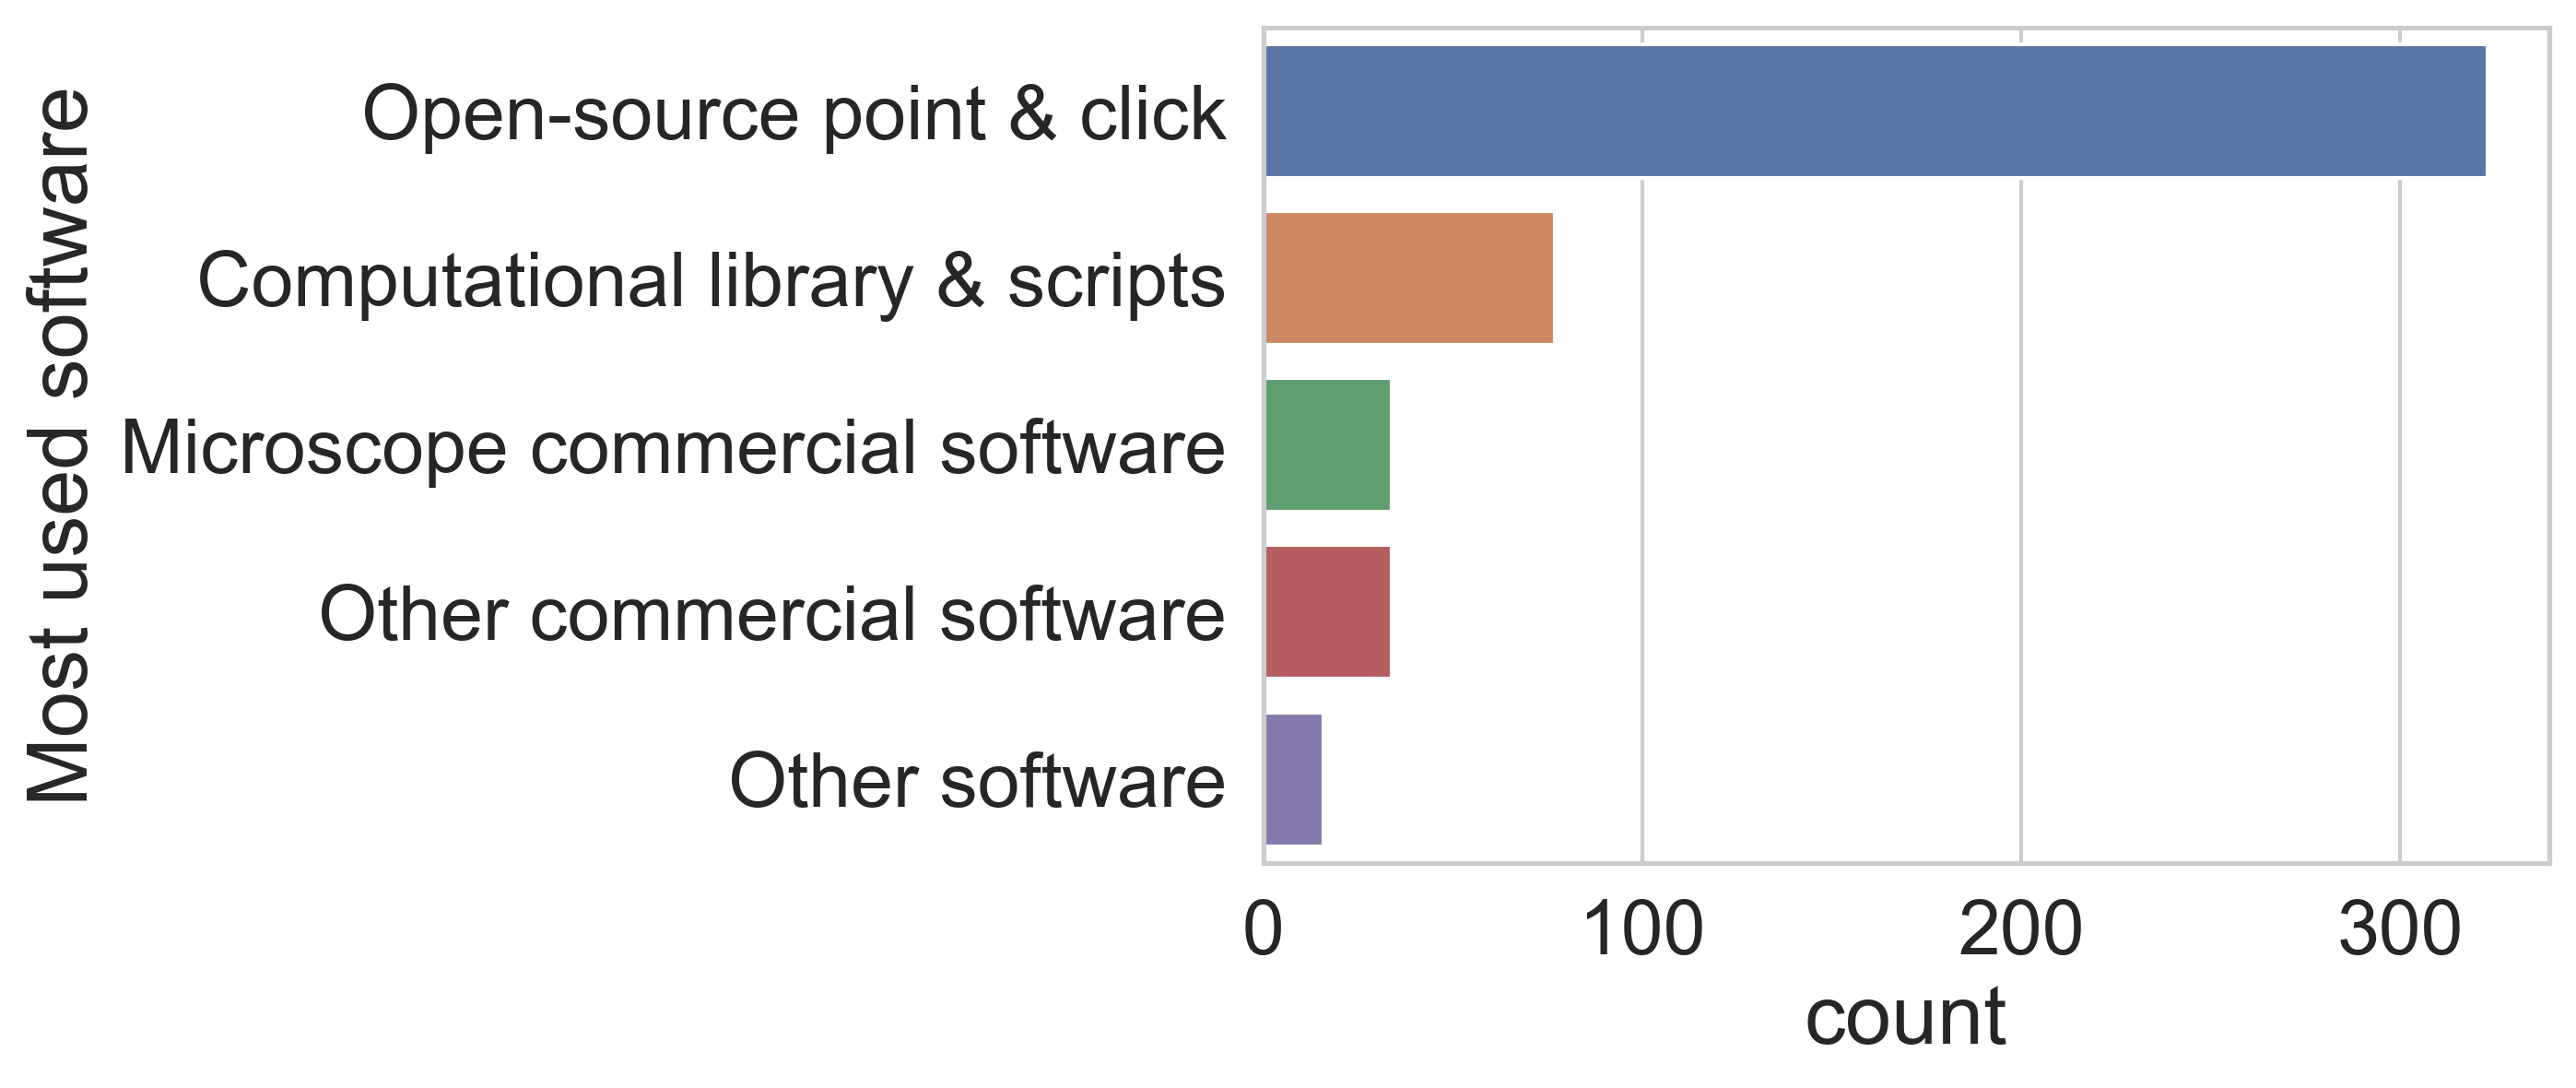 Most used software
Open-source point & click
Computational library & scripts
Microscope commercial software
Other commercial software
Other software
0 100 200 300
count